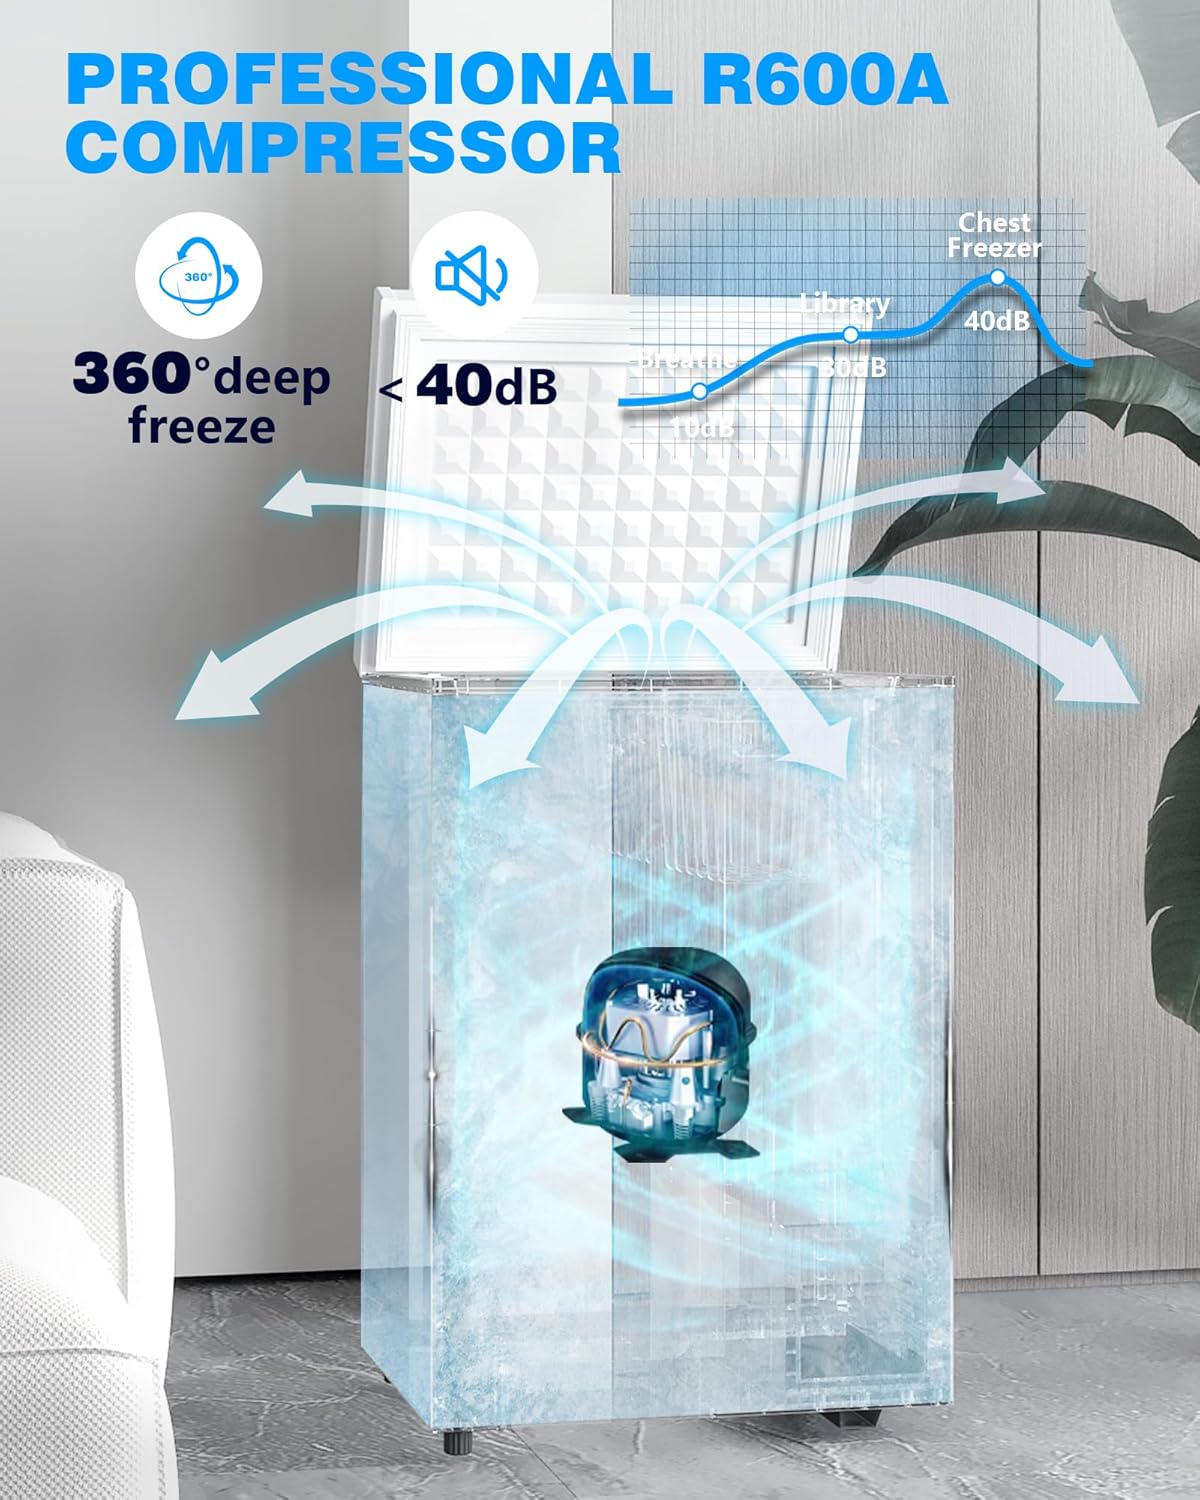 PROFESSIONAL R600A
COMPRESSOR
360°
360°deep
freeze
< 40dB
Breathe
10dB
Library
30dB
Chest
Freezer
40dB